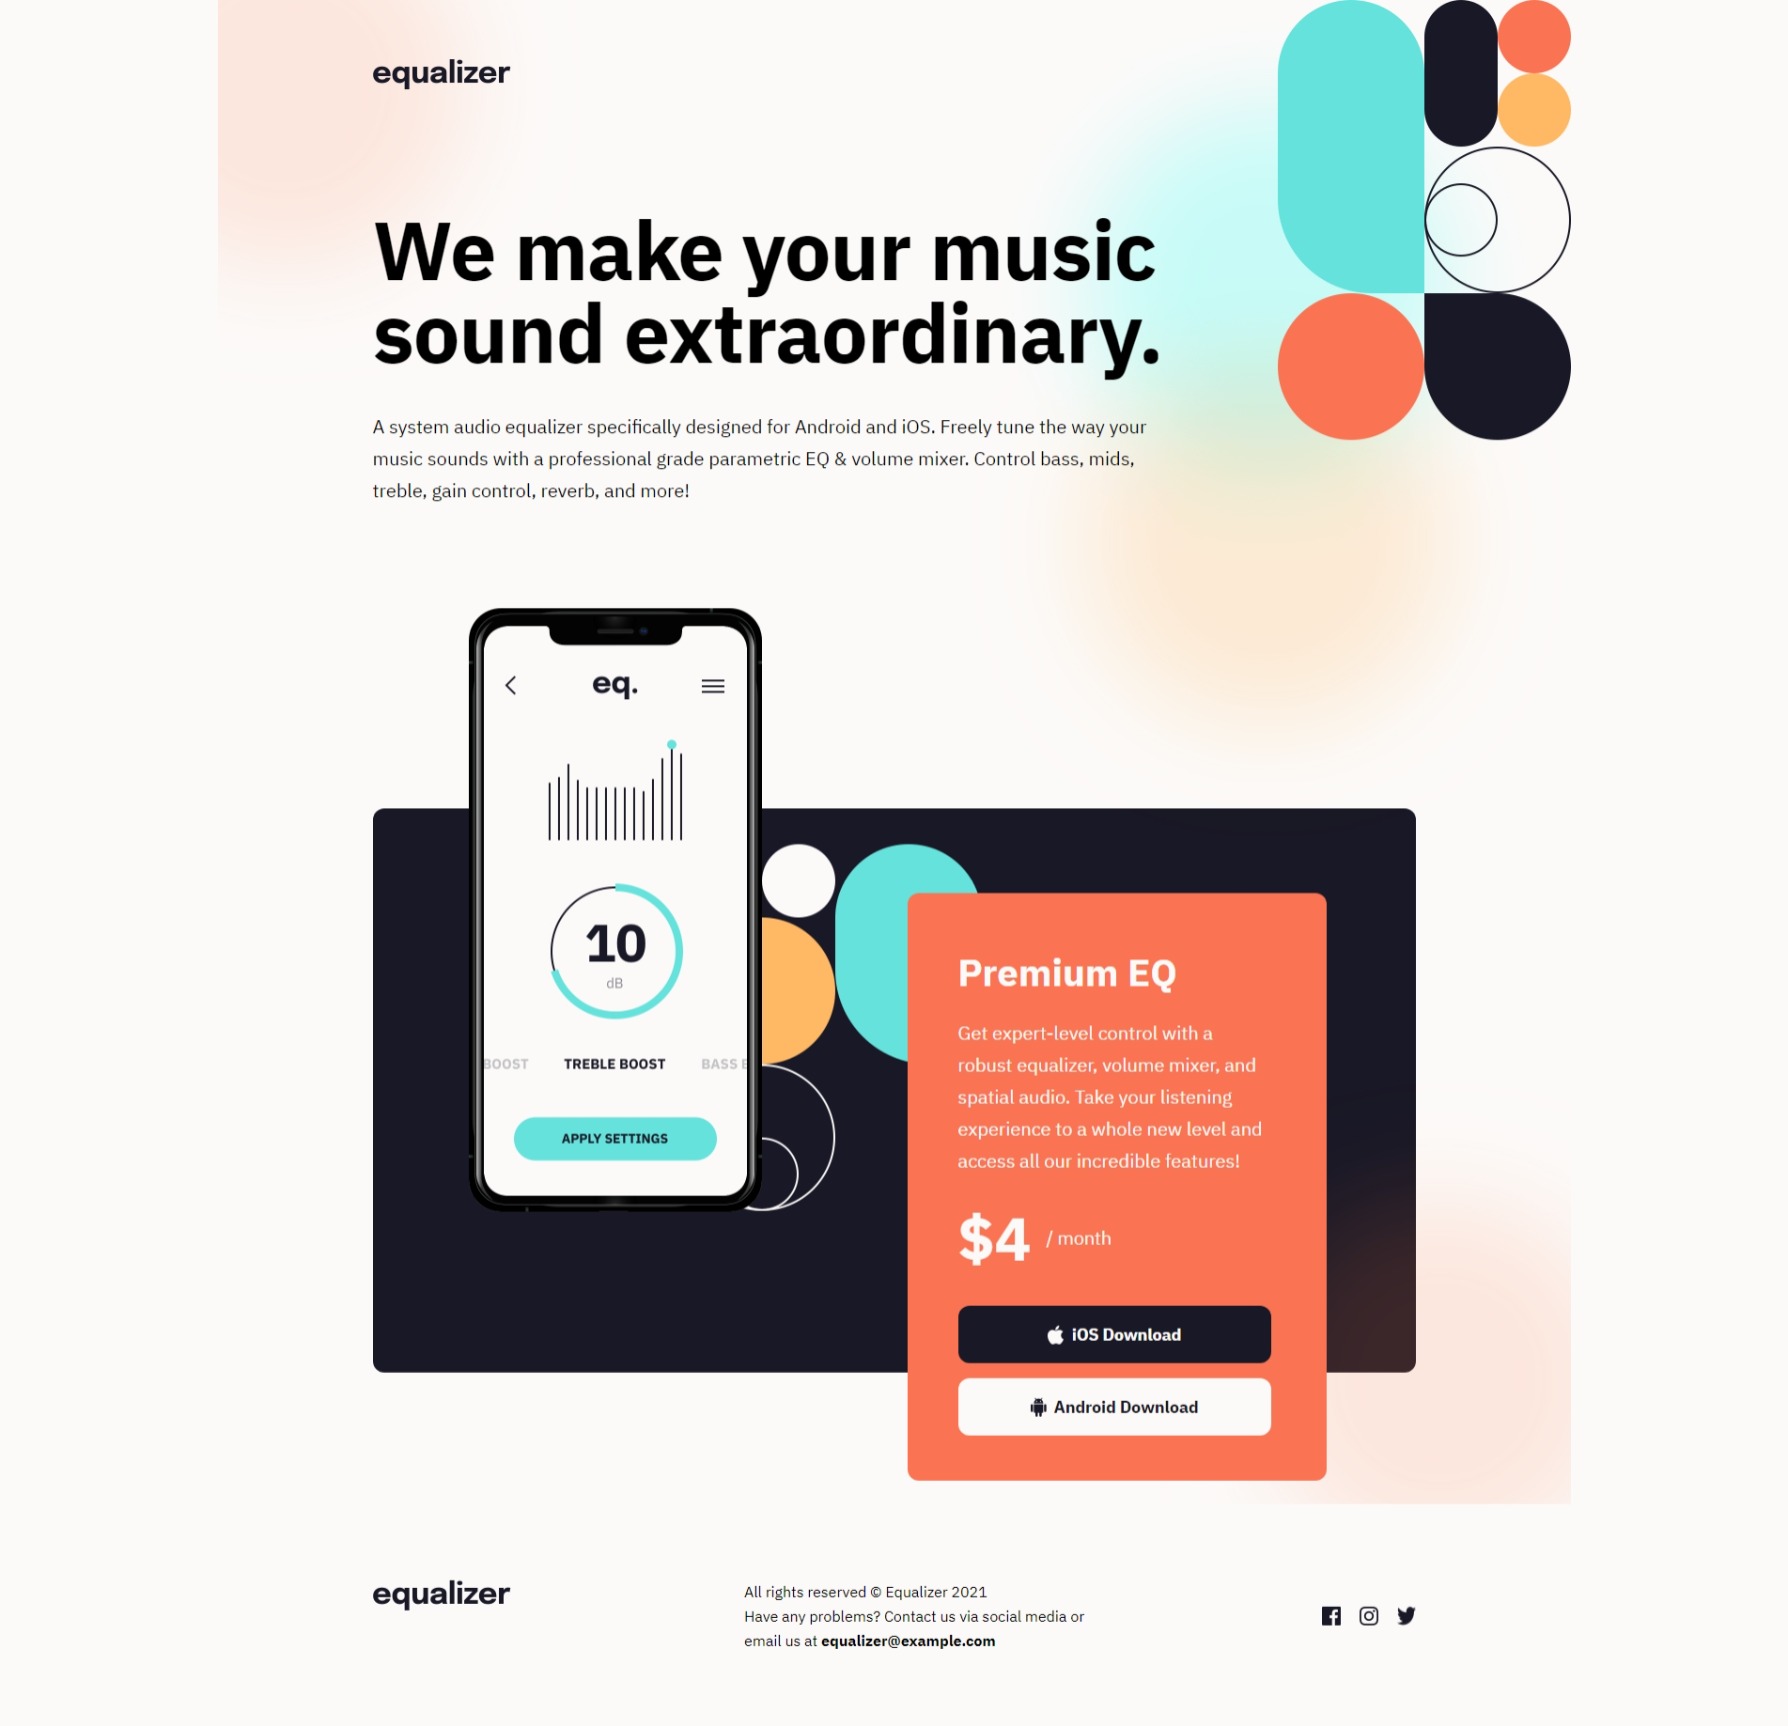 equalizer
We make your music
sound extraordinary.
A system audio equalizer specifically designed for Android and iOS. Freely tune the way your
music sounds with a professional grade parametric EQ & volume mixer. Control bass, mids,
treble, gain control, reverb, and more!
eq.
10
dB
BOOST TREBLE BOOST BASS
APPLY SETTINGS
Premium EQ
Get expert-level control with a
robust equalizer, volume mixer, and
spatial audio. Take your listening
experience to a whole new level and
access all our incredible features!
$4 / month
iOS Download
Android Download
equalizer
All rights reserved © Equalizer 2021
Have any problems? Contact us via social media or
email us at equalizer@example.com